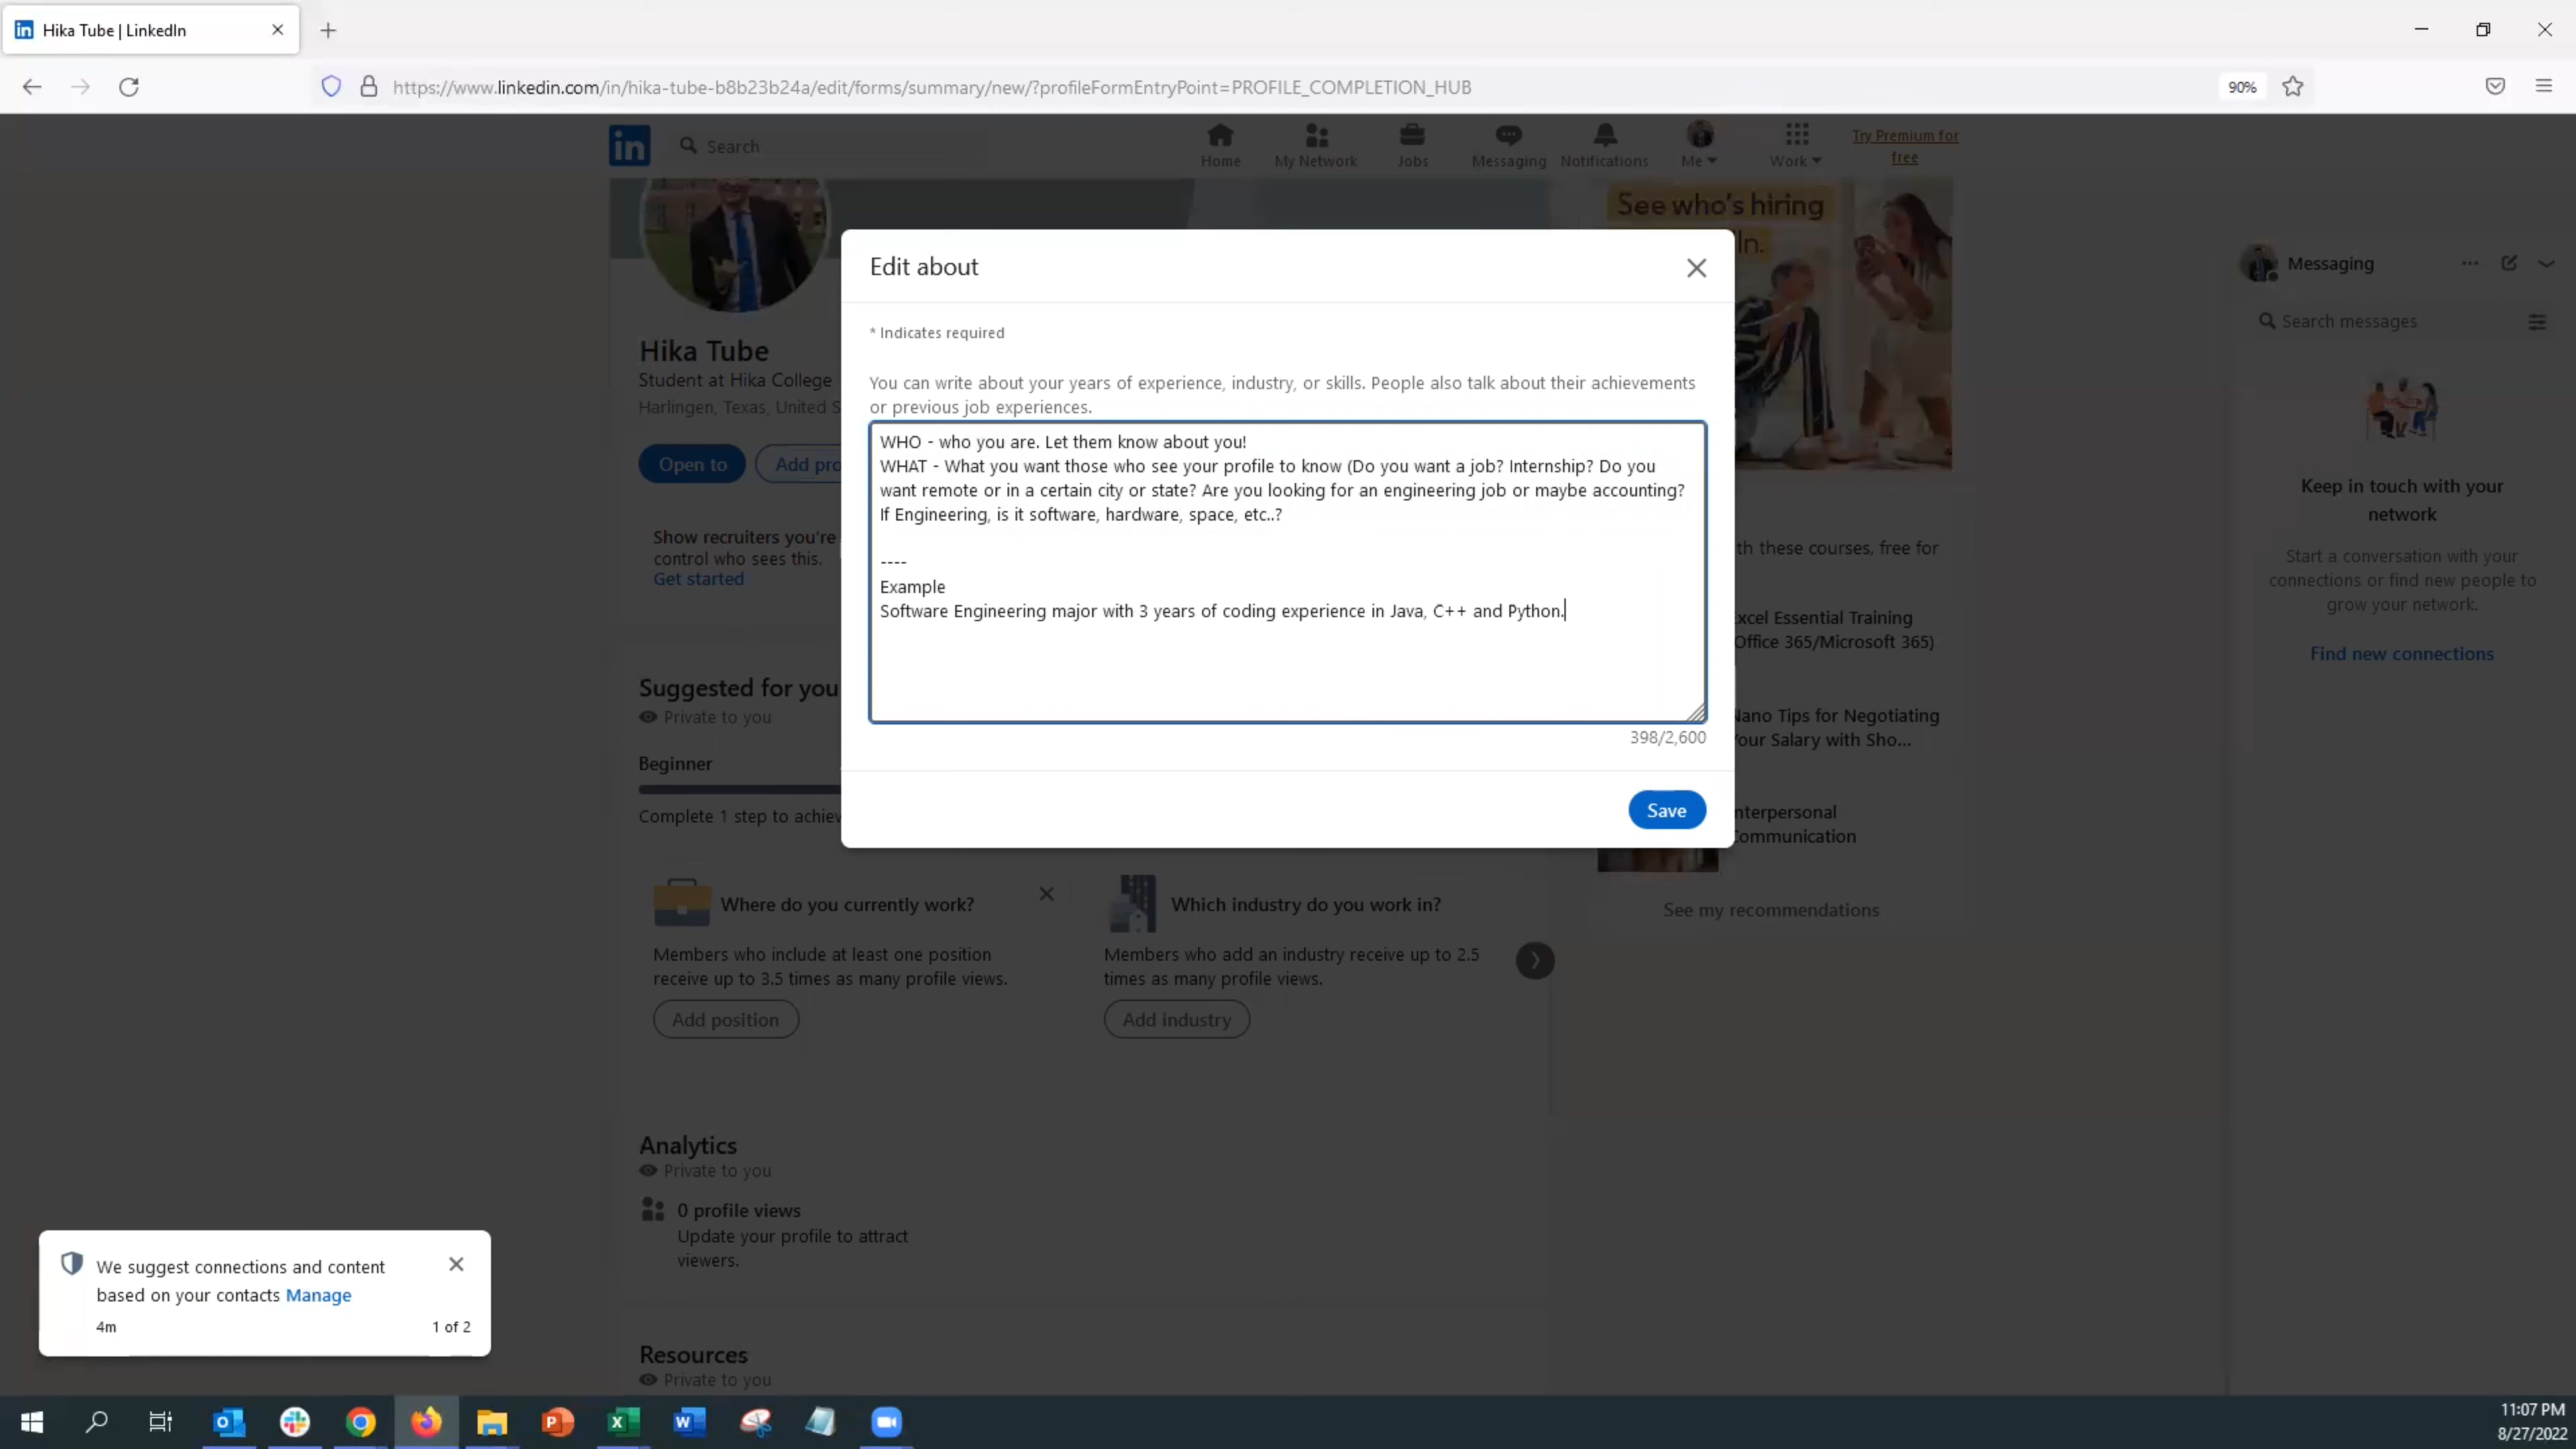 Hika Tube | LinkedIn
https://www.linkedin.com/in/hika-tube-b8b23b24a/edit/forms/summary/new/?profileFormEntryPoint=PROFILE_COMPLETION_HUB
90%
in
Search
Home
My Network
Jobs
Messaging
Notifications
Me
Work
Try Premium for
free
See who's hiring
In.
Hika Tube
Student at Hika College
Harlingen, Texas, United S
Open to
Add pro
Show recruiters you're
control who sees this.
Get started
Edit about
* Indicates required
You can write about your years of experience, industry, or skills. People also talk about their achievements
or previous job experiences.
WHO - who you are. Let them know about you!
WHAT - What you want those who see your profile to know (Do you want a job? Internship? Do you
want remote or in a certain city or state? Are you looking for an engineering job or maybe accounting?
If Engineering, is it software, hardware, space, etc..?
----
Example
Software Engineering major with 3 years of coding experience in Java, C++ and Python.
398/2,600
Save
Messaging
Search messages
Keep in touch with your
network
Start a conversation with your
connections or find new people to
grow your network.
Find new connections
th these courses, free for
xcel Essential Training
Office 365/Microsoft 365)
Nano Tips for Negotiating
Your Salary with Sho...
nterpersonal
Communication
See my recommendations
Suggested for you
Private to you
Beginner
Complete 1 step to achiev
Where do you currently work?
Members who include at least one position
receive up to 3.5 times as many profile views.
Add position
Which industry do you work in?
Members who add an industry receive up to 2.5
times as many profile views.
Add industry
Analytics
Private to you
0 profile views
Update your profile to attract
viewers.
Resources
Private to you
We suggest connections and content
based on your contacts Manage
4m
1 of 2
11:07 PM
8/27/2022